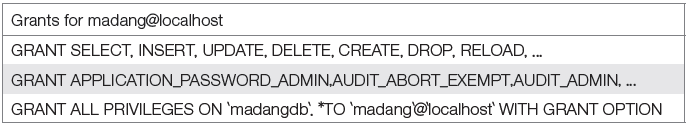 Grants for madang@localhost
GRANT SELECT, INSERT, UPDATE, DELETE, CREATE, DROP, RELOAD, ...
GRANT APPLICATION_PASSWORD_ADMIN,AUDIT_ABORT_EXEMPT,AUDIT_ADMIN, ...
GRANT ALL PRIVILEGES ON `madangdb`. *TO `madang`@localhost` WITH GRANT OPTION